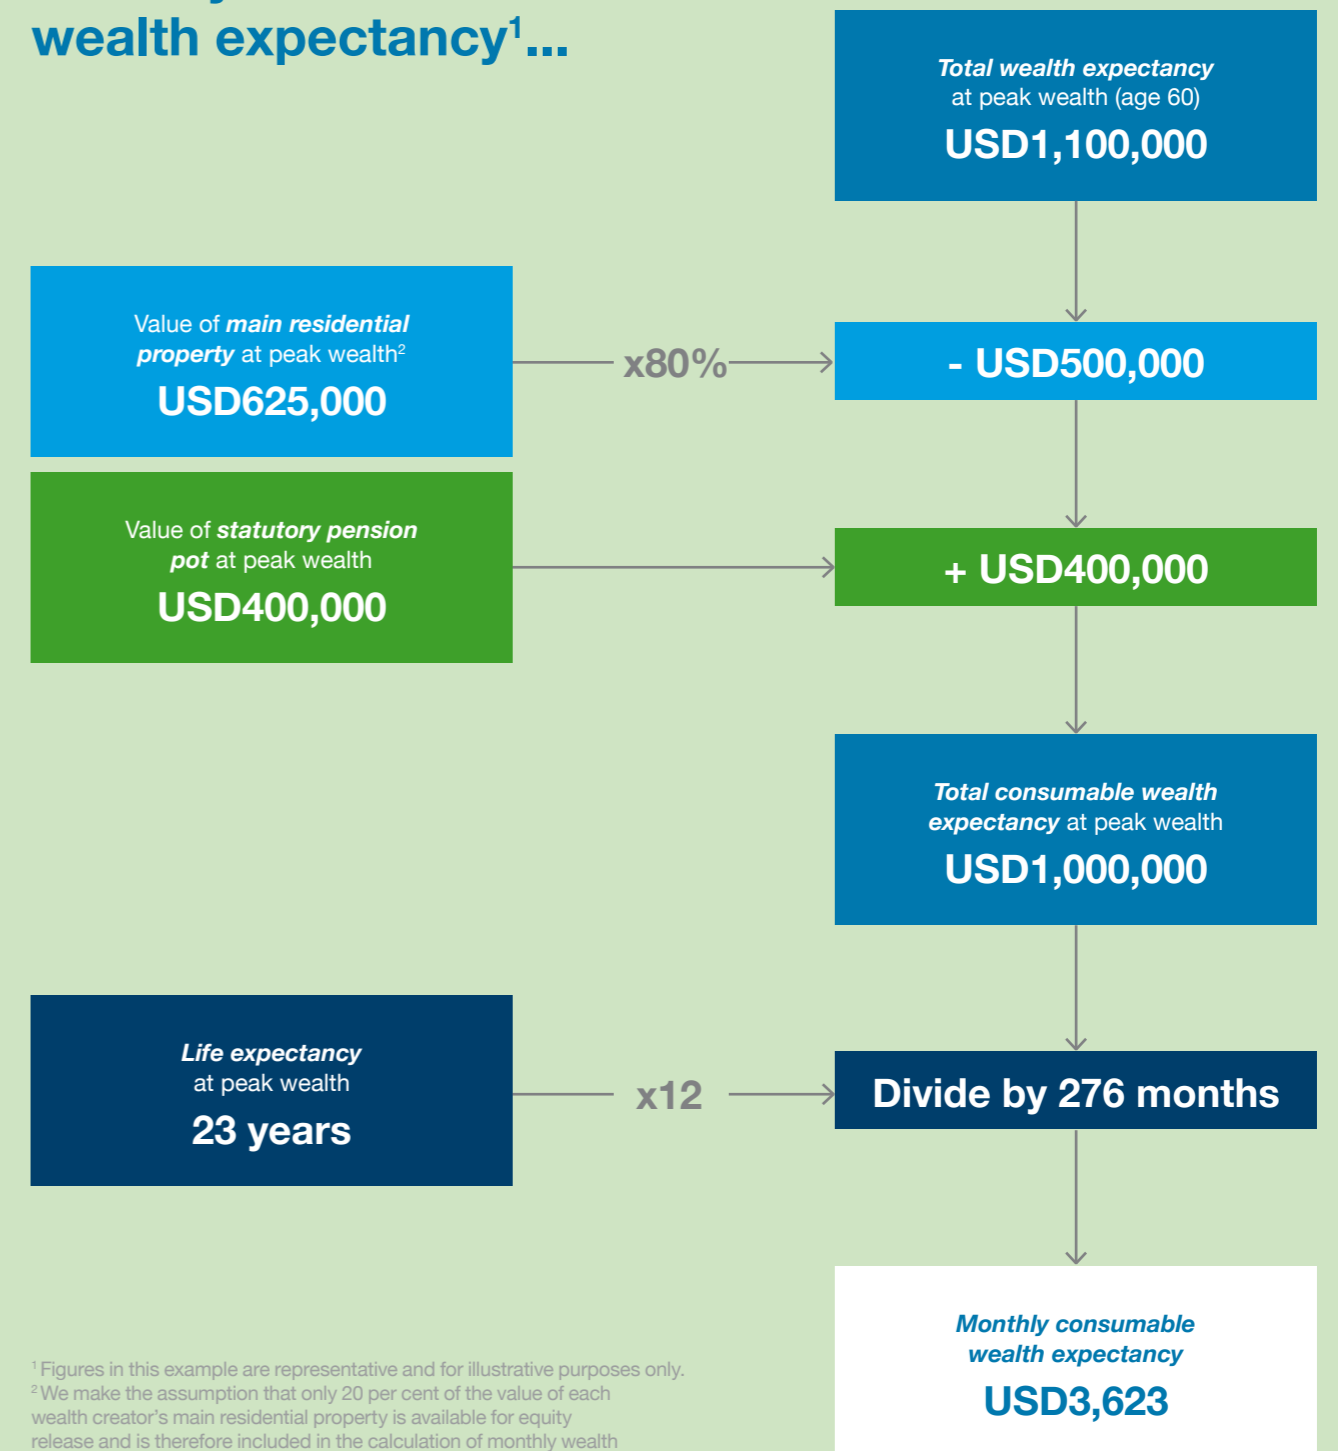 wealth expectancy¹...
Total wealth expectancy
at peak wealth (age 60)
USD1,100,000
Value of main residential
property at peak wealth²
USD625,000
x80%
- USD500,000
Value of statutory pension
pot at peak wealth
USD400,000
+ USD400,000
Total consumable wealth
expectancy at peak wealth
USD1,000,000
Life expectancy
at peak wealth
23 years
x12
Divide by 276 months
Monthly consumable
wealth expectancy
USD3,623
¹ Figures in this example are representative and for illustrative purposes only.
² We make the assumption that only 20 per cent of the value of each
wealth creator's main residential property is available for equity
release and is therefore included in the calculation of monthly wealth